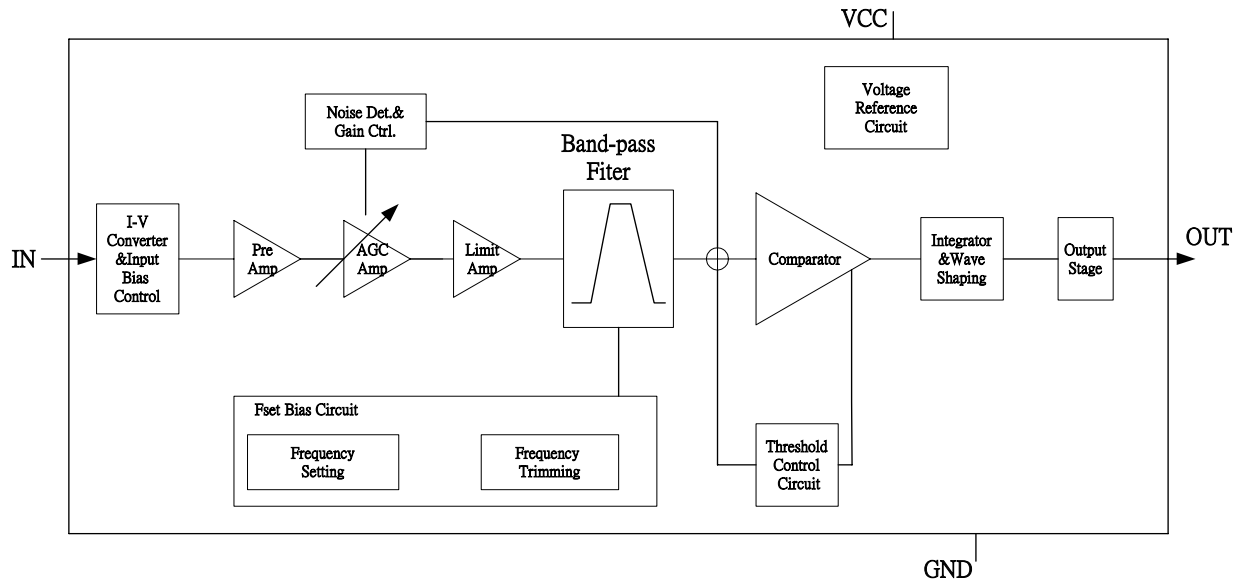 VCC
Voltage
Reference
Circuit
Noise Det.&
Gain Ctrl.
Band-pass
Fiter
IN
I-V
Converter
&Input
Bias
Control
Pre
Amp
AGC
Amp
Limit
Amp
Comparator
Integrator
&Wave
Shaping
Output
Stage
OUT
Fset Bias Circuit
Frequency
Setting
Frequency
Trimming
Threshold
Control
Circuit
GND